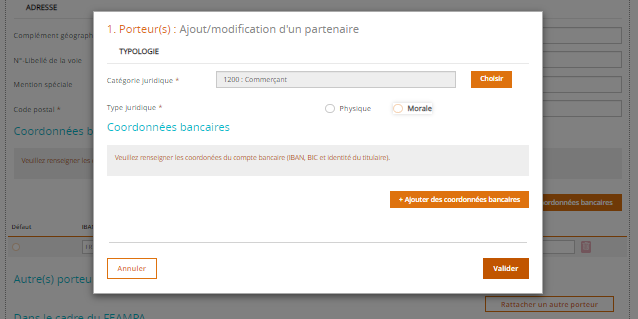 ADRESSE
Complément géograph
N°-Libellé de la voie
Mention spéciale
Code postal *
Coordonnées b
Veuillez renseigner les c
oordonnées bancaires
Défaut
IBAN
Autre(s) porteu
Rattacher un autre porteur
Dans le cadre du FEAMPA
1. Porteur(s) : Ajout/modification d'un partenaire
TYPOLOGIE
Catégorie juridique *
1200 : Commerçant
Choisir
Type juridique *
Physique
Morale
Coordonnées bancaires
Veuillez renseigner les coordonées du compte bancaire (IBAN, BIC et identité du titulaire).
+ Ajouter des coordonnées bancaires
Annuler
Valider